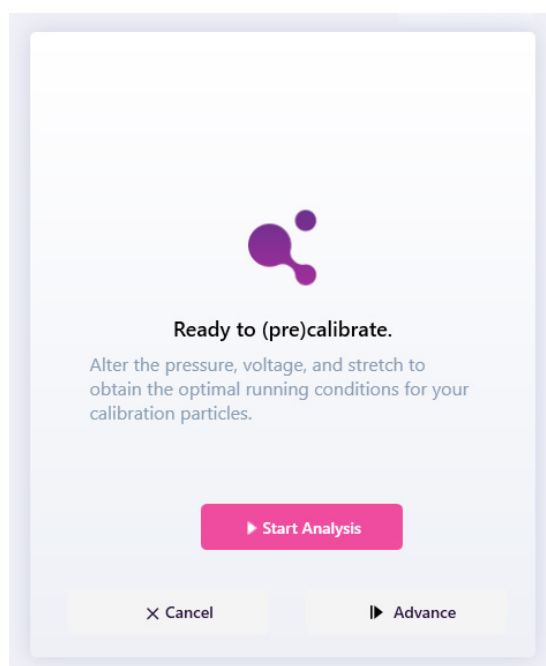 Ready to (pre)calibrate.
Alter the pressure, voltage, and stretch to
obtain the optimal running conditions for your
calibration particles.
Start Analysis
Cancel
Advance